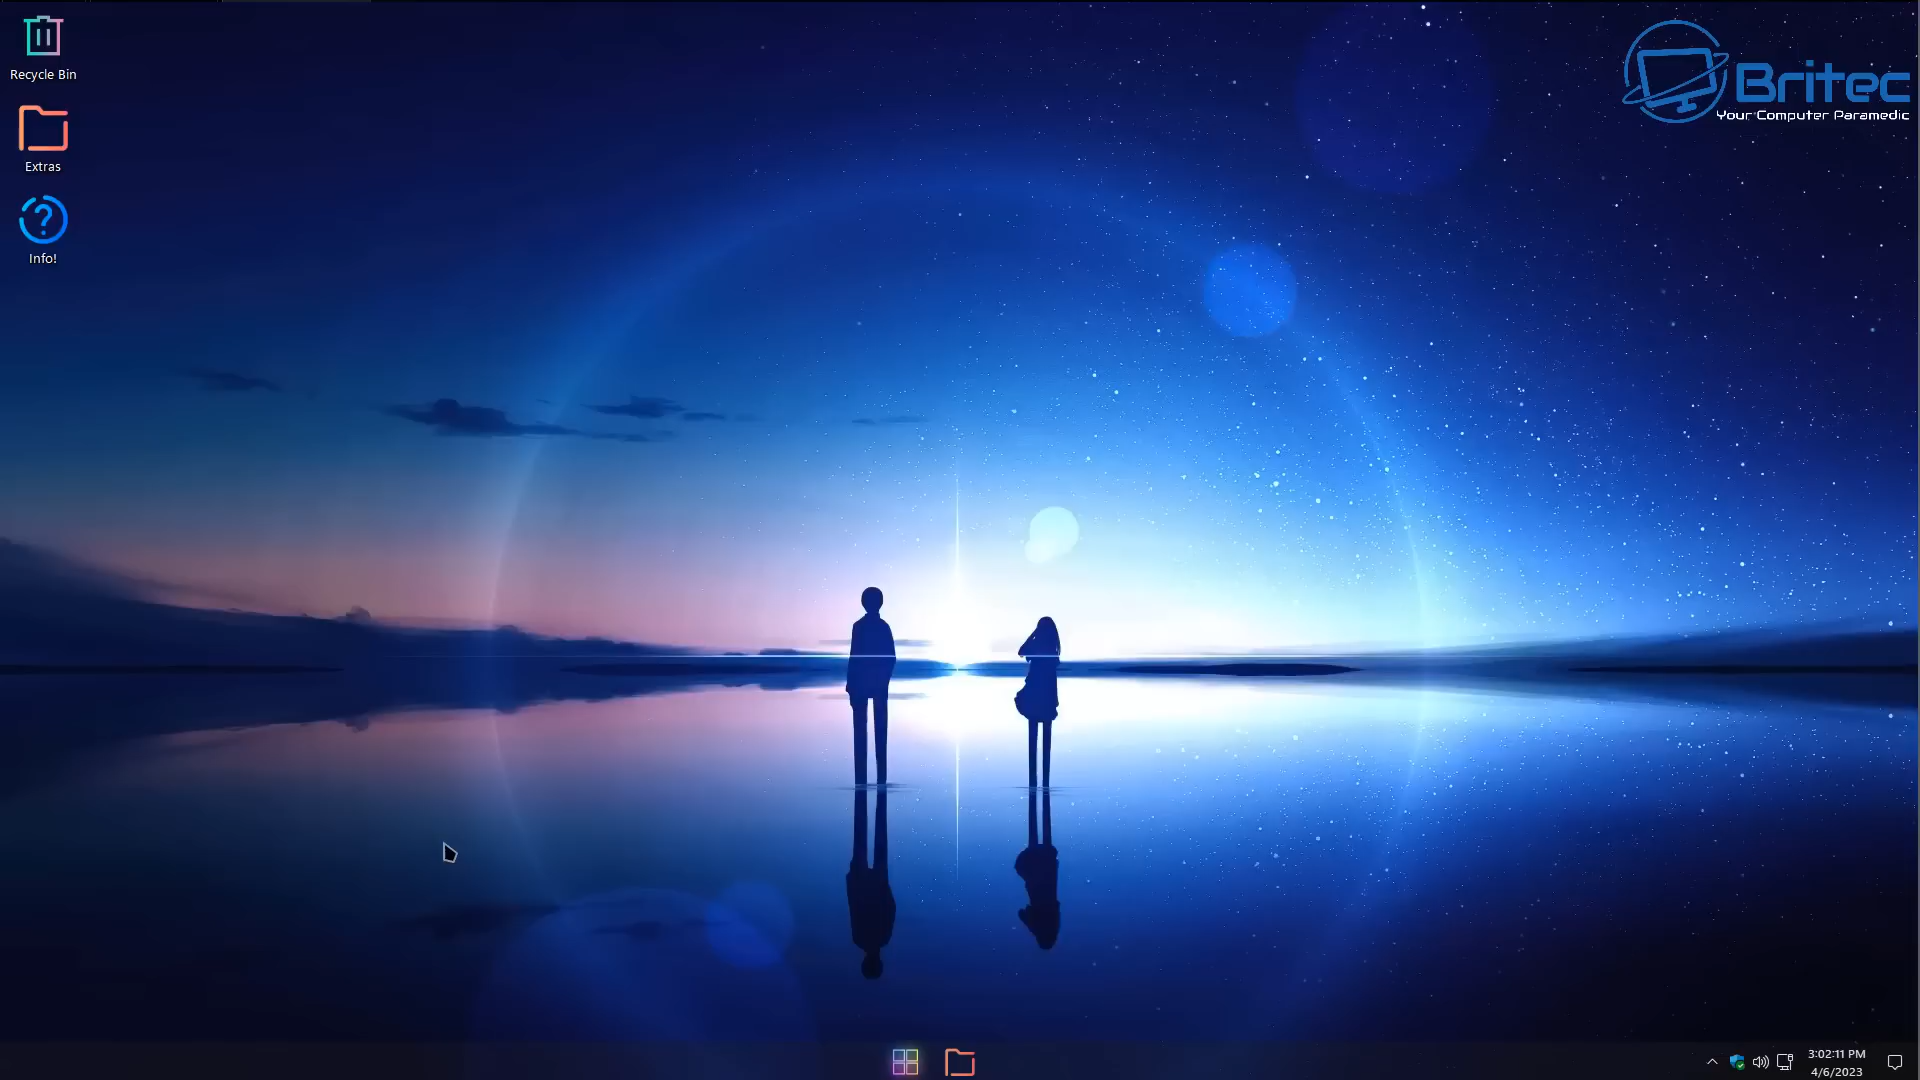 Recycle Bin
Extras
Info!
Britec
Your Computer Paramedic
3:02:11 PM
4/6/2023